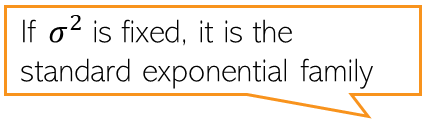 If σ² is fixed, it is the
standard exponential family